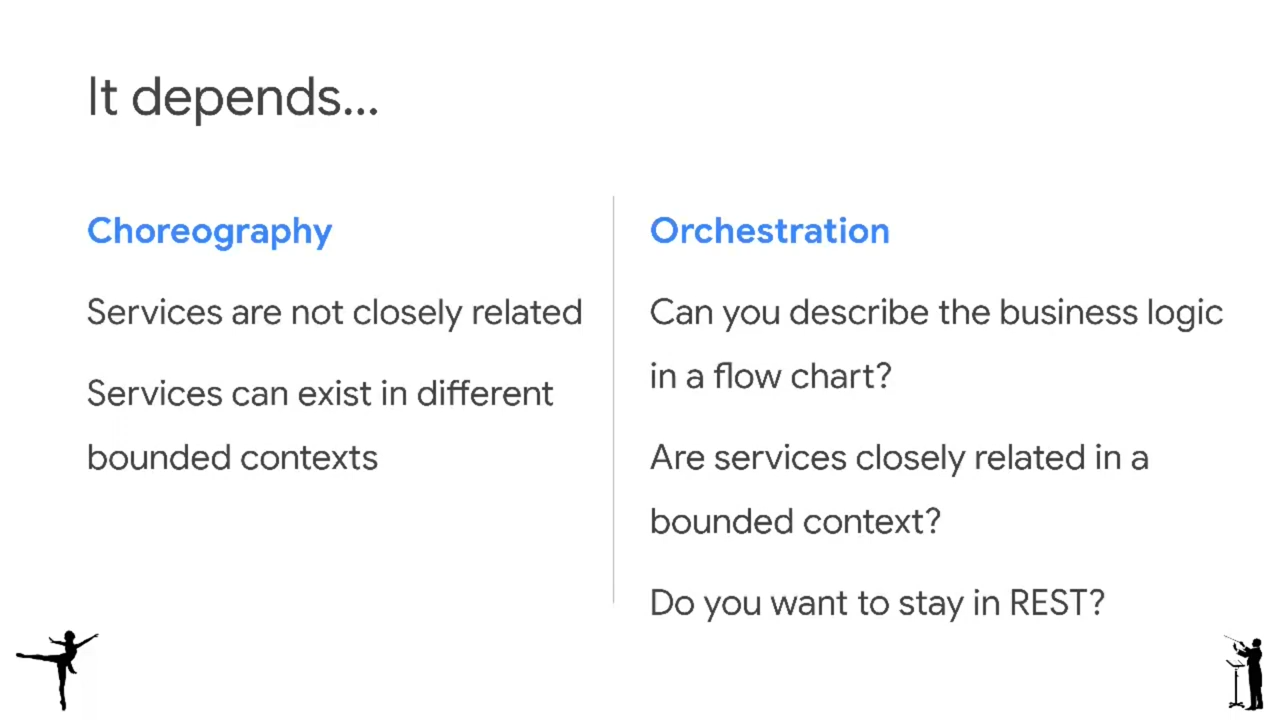 It depends...
Choreography
Services are not closely related
Services can exist in different
bounded contexts
Orchestration
Can you describe the business logic
in a flow chart?
Are services closely related in a
bounded context?
Do you want to stay in REST?